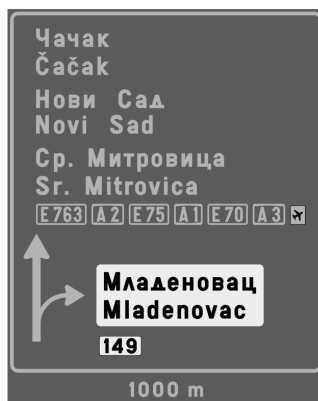 Чачак
Čačak
Нови Сад
Novi Sad
Ср. Митровица
Sr. Mitrovica
E763 A2 E75 A1 E70 A3
Младеновац
Mladenovac
149
1000 m